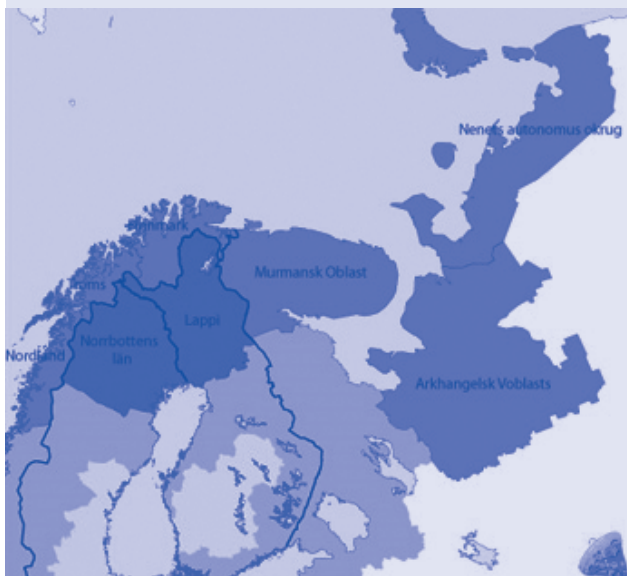 Nenets autonomus okrug
Finnmark
Murmansk Oblast
Troms
Lappi
Norrbottens
län
Nordland
Arkhangelsk Voblasts